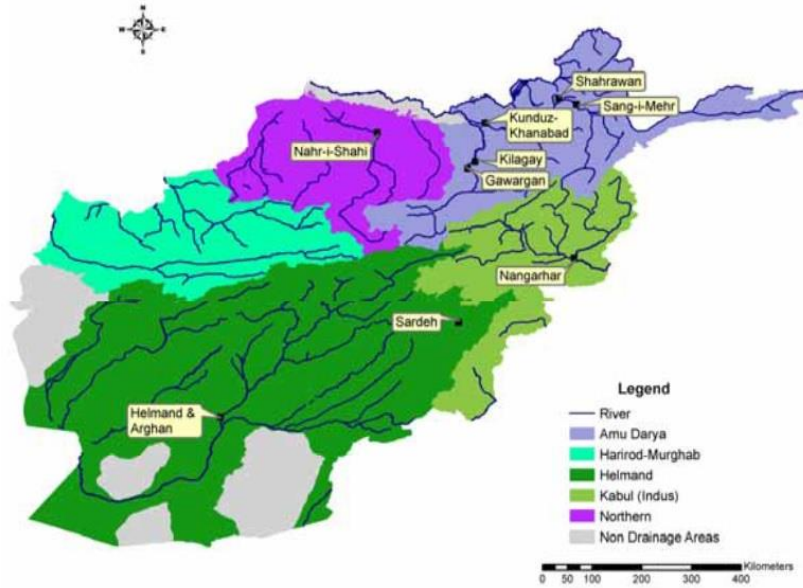 N
W E
S
Shahrawan
Sang-i-Mehr
Kunduz-
Khanabad
Nahr-i-Shahi
Kilagay
Gawargan
Nangarhar
Sardeh
Helmand &
Arghan
Legend
River
Amu Darya
Harirod-Murghab
Helmand
Kabul (Indus)
Northern
Non Drainage Areas
Kilometers
0 50 100 200 300 400